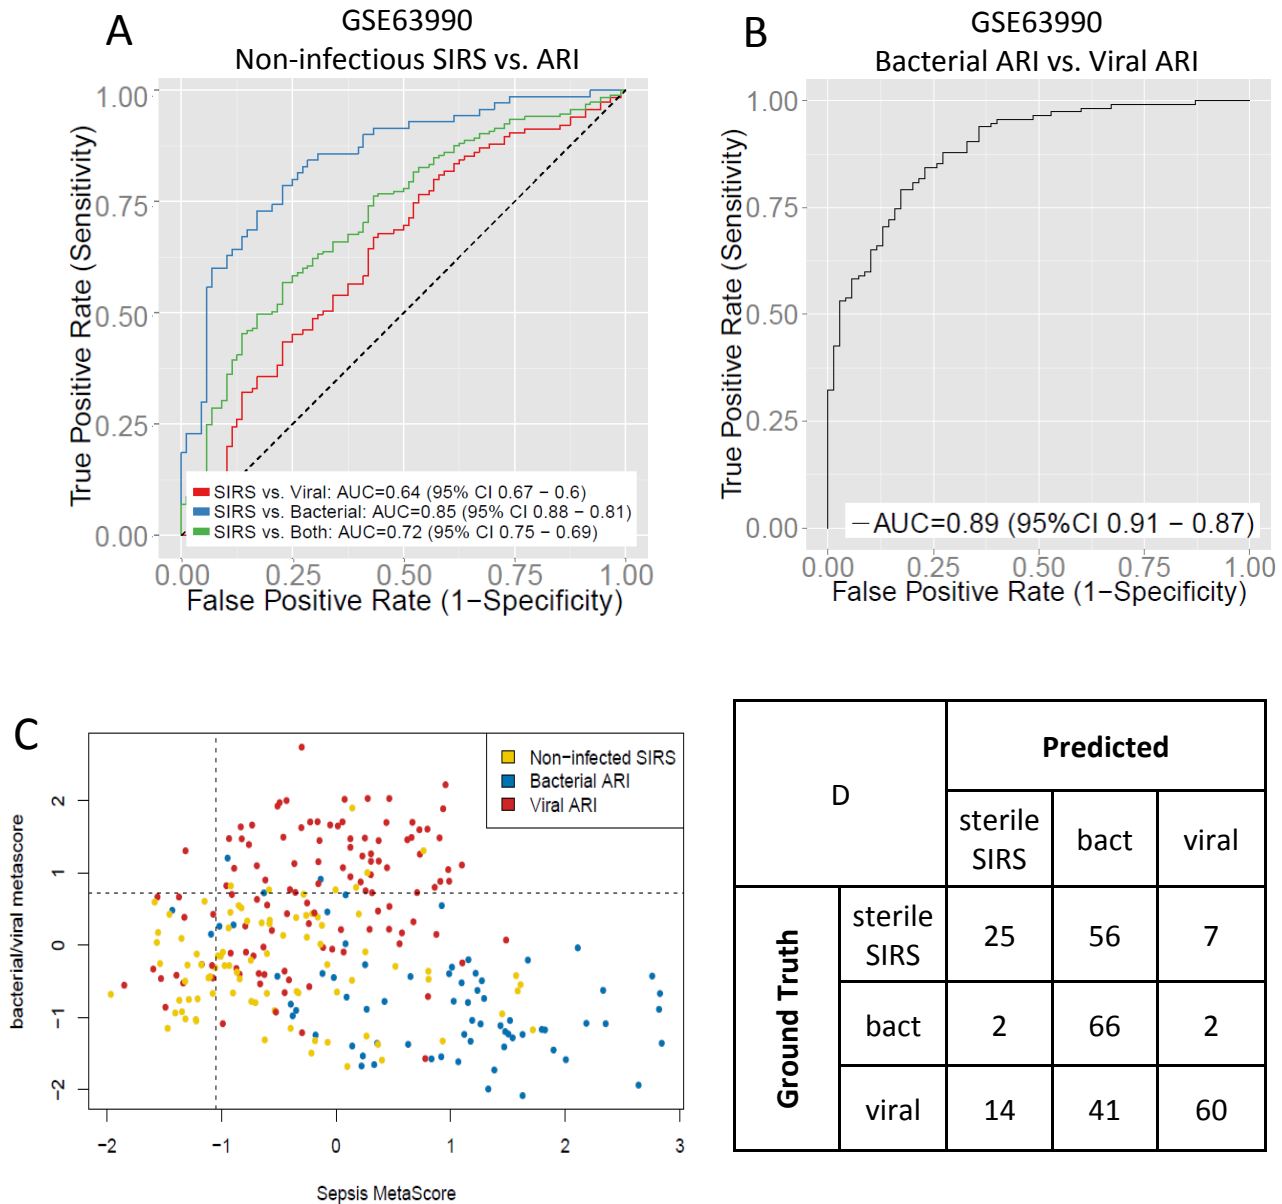 A
GSE63990
Non-infectious SIRS vs. ARI
True Positive Rate (Sensitivity)
1.00
0.75
0.50
0.25
0.00
SIRS vs. Viral: AUC=0.64 (95% CI 0.67 − 0.6)
SIRS vs. Bacterial: AUC=0.85 (95% CI 0.88 − 0.81)
SIRS vs. Both: AUC=0.72 (95% CI 0.75 − 0.69)
0.00 0.25 0.50 0.75 1.00
False Positive Rate (1−Specificity)
B
GSE63990
Bacterial ARI vs. Viral ARI
True Positive Rate (Sensitivity)
1.00
0.75
0.50
0.25
0.00
AUC=0.89 (95%CI 0.91 − 0.87)
0.00 0.25 0.50 0.75 1.00
False Positive Rate (1−Specificity)
C
bacterial/viral metascore
2
1
0
−1
−2
Non-infected SIRS
Bacterial ARI
Viral ARI
−2 −1 0 1 2 3
Sepsis MetaScore
D
Predicted
sterile SIRS
bact
viral
Ground Truth
sterile SIRS
25 56 7
bact
2 66 2
viral
14 41 60